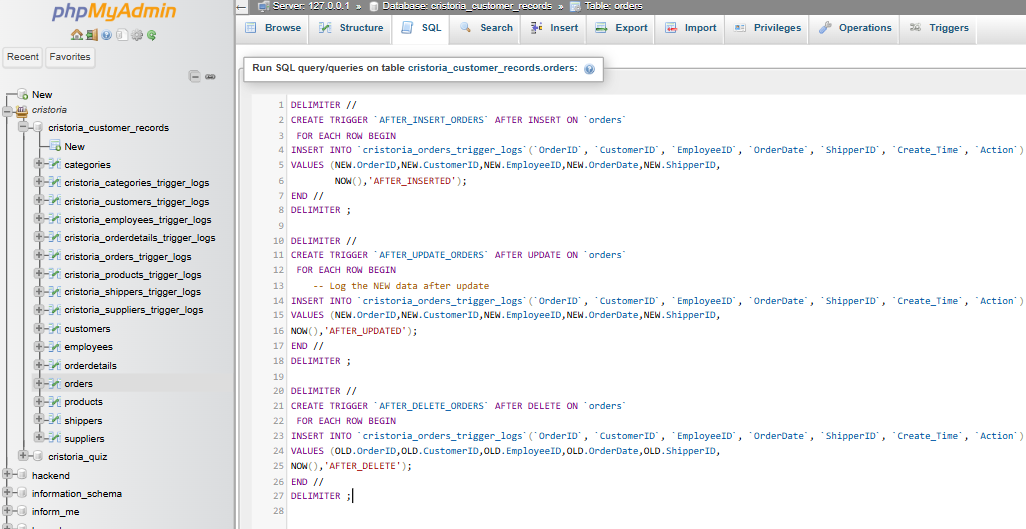 phpMyAdmin
Recent Favorites
New
cristoria
cristoria_customer_records
New
categories
cristoria_categories_trigger_logs
cristoria_customers_trigger_logs
cristoria_employees_trigger_logs
cristoria_orderdetails_trigger_logs
cristoria_orders_trigger_logs
cristoria_products_trigger_logs
cristoria_shippers_trigger_logs
cristoria_suppliers_trigger_logs
customers
employees
orderdetails
orders
products
shippers
suppliers
cristoria_quiz
hackend
information_schema
inform_me
Server: 127.0.0.1 » Database: cristoria_customer_records » Table: orders
Browse Structure SQL Search Insert Export Import Privileges Operations Triggers
Run SQL query/queries on table cristoria_customer_records.orders:
1 DELIMITER //
2 CREATE TRIGGER `AFTER_INSERT_ORDERS` AFTER INSERT ON `orders`
3 FOR EACH ROW BEGIN
4 INSERT INTO `cristoria_orders_trigger_logs`(`OrderID`, `CustomerID`, `EmployeeID`, `OrderDate`, `ShipperID`, `Create_Time`, `Action`)
5 VALUES (NEW.OrderID,NEW.CustomerID,NEW.EmployeeID,NEW.OrderDate,NEW.ShipperID,
6 NOW(),'AFTER_INSERTED');
7 END //
8 DELIMITER ;
9
10 DELIMITER //
11 CREATE TRIGGER `AFTER_UPDATE_ORDERS` AFTER UPDATE ON `orders`
12 FOR EACH ROW BEGIN
13 -- Log the NEW data after update
14 INSERT INTO `cristoria_orders_trigger_logs`(`OrderID`, `CustomerID`, `EmployeeID`, `OrderDate`, `ShipperID`, `Create_Time`, `Action`)
15 VALUES (NEW.OrderID,NEW.CustomerID,NEW.EmployeeID,NEW.OrderDate,NEW.ShipperID,
16 NOW(),'AFTER_UPDATED');
17 END //
18 DELIMITER ;
19
20 DELIMITER //
21 CREATE TRIGGER `AFTER_DELETE_ORDERS` AFTER DELETE ON `orders`
22 FOR EACH ROW BEGIN
23 INSERT INTO `cristoria_orders_trigger_logs`(`OrderID`, `CustomerID`, `EmployeeID`, `OrderDate`, `ShipperID`, `Create_Time`, `Action`)
24 VALUES (OLD.OrderID,OLD.CustomerID,OLD.EmployeeID,OLD.OrderDate,OLD.ShipperID,
25 NOW(),'AFTER_DELETE');
26 END //
27 DELIMITER ;
28